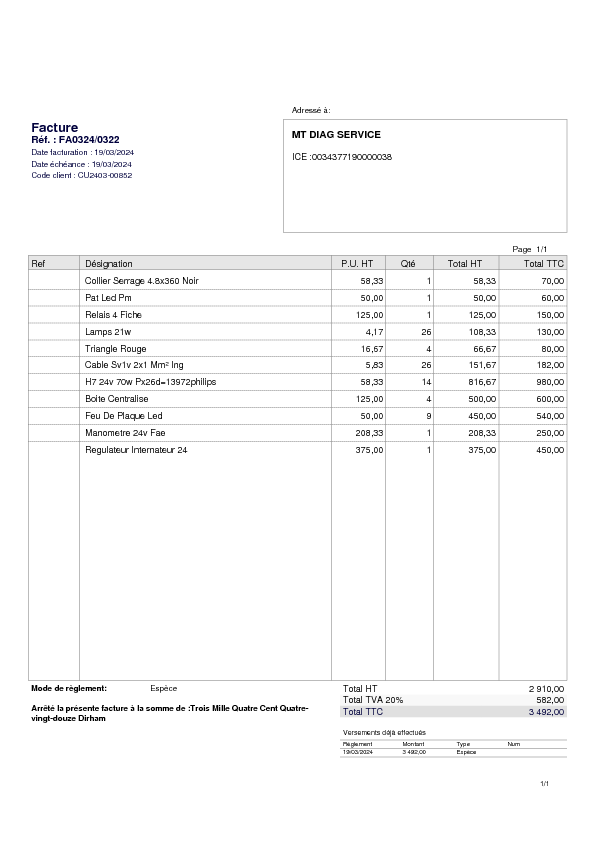 Adressé à:
Facture
Réf. : FA0324/0322
Date facturation : 19/03/2024
Date échéance : 19/03/2024
Code client : CU2403-00852
MT DIAG SERVICE
ICE :003437719000038
Page 1/1
Ref Désignation P.U. HT Qté Total HT Total TTC
Collier Serrage 4.8x360 Noir 58,33 1 58,33 70,00
Pat Led Pm 50,00 1 50,00 60,00
Relais 4 Fiche 125,00 1 125,00 150,00
Lamps 21w 4,17 26 108,33 130,00
Triangle Rouge 16,67 4 66,67 80,00
Cable Sv1v 2x1 Mm² Ing 5,83 26 151,67 182,00
H7 24v 70w Px26d=13972philips 58,33 14 816,67 980,00
Boite Centralise 125,00 4 500,00 600,00
Feu De Plaque Led 50,00 9 450,00 540,00
Manometre 24v Fae 208,33 1 208,33 250,00
Regulateur Internateur 24 375,00 1 375,00 450,00
Mode de règlement: Espèce
Arrêté la présente facture à la somme de :Trois Mille Quatre Cent Quatre-
vingt-douze Dirham
Total HT 2 910,00
Total TVA 20% 582,00
Total TTC 3 492,00
Versements déjà effectués
Règlement Montant Type Num
19/03/2024 3 492,00 Espèce
1/1